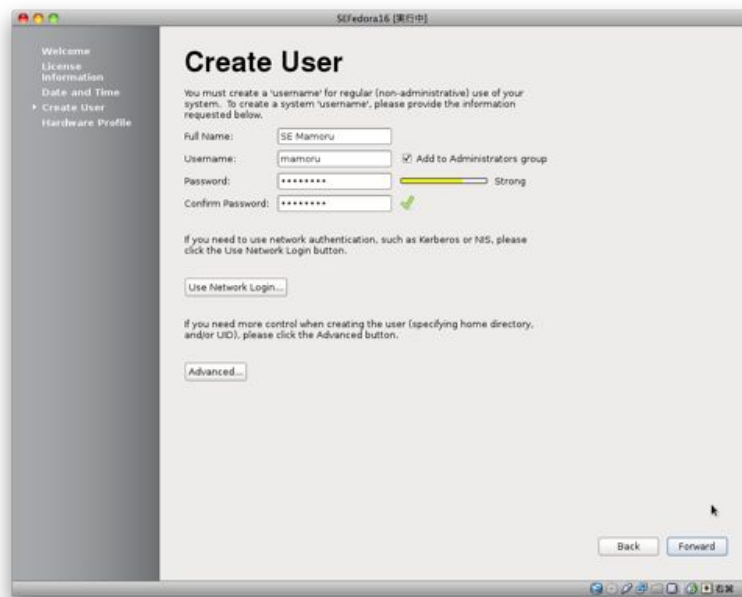 SEFedora16 [実行中]
Welcome
License
Information
Date and Time
Create User
Hardware Profile
Create User
You must create a 'username' for regular (non-administrative) use of your
system. To create a system 'username', please provide the information
requested below.
Full Name: SE Mamoru
Username: mamoru Add to Administrators group
Password: •••••••• Strong
Confirm Password: ••••••••
If you need to use network authentication, such as Kerberos or NIS, please
click the Use Network Login button.
Use Network Login...
If you need more control when creating the user (specifying home directory,
and/or UID), please click the Advanced button.
Advanced...
Back Forward